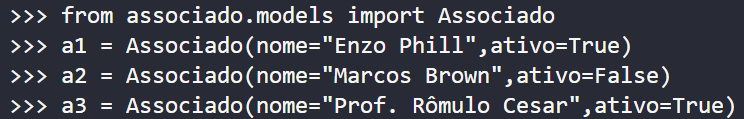 >>> from associado.models import Associado
>>> a1 = Associado(nome="Enzo Phill",ativo=True)
>>> a2 = Associado(nome="Marcos Brown",ativo=False)
>>> a3 = Associado(nome="Prof. Rômulo Cesar",ativo=True)